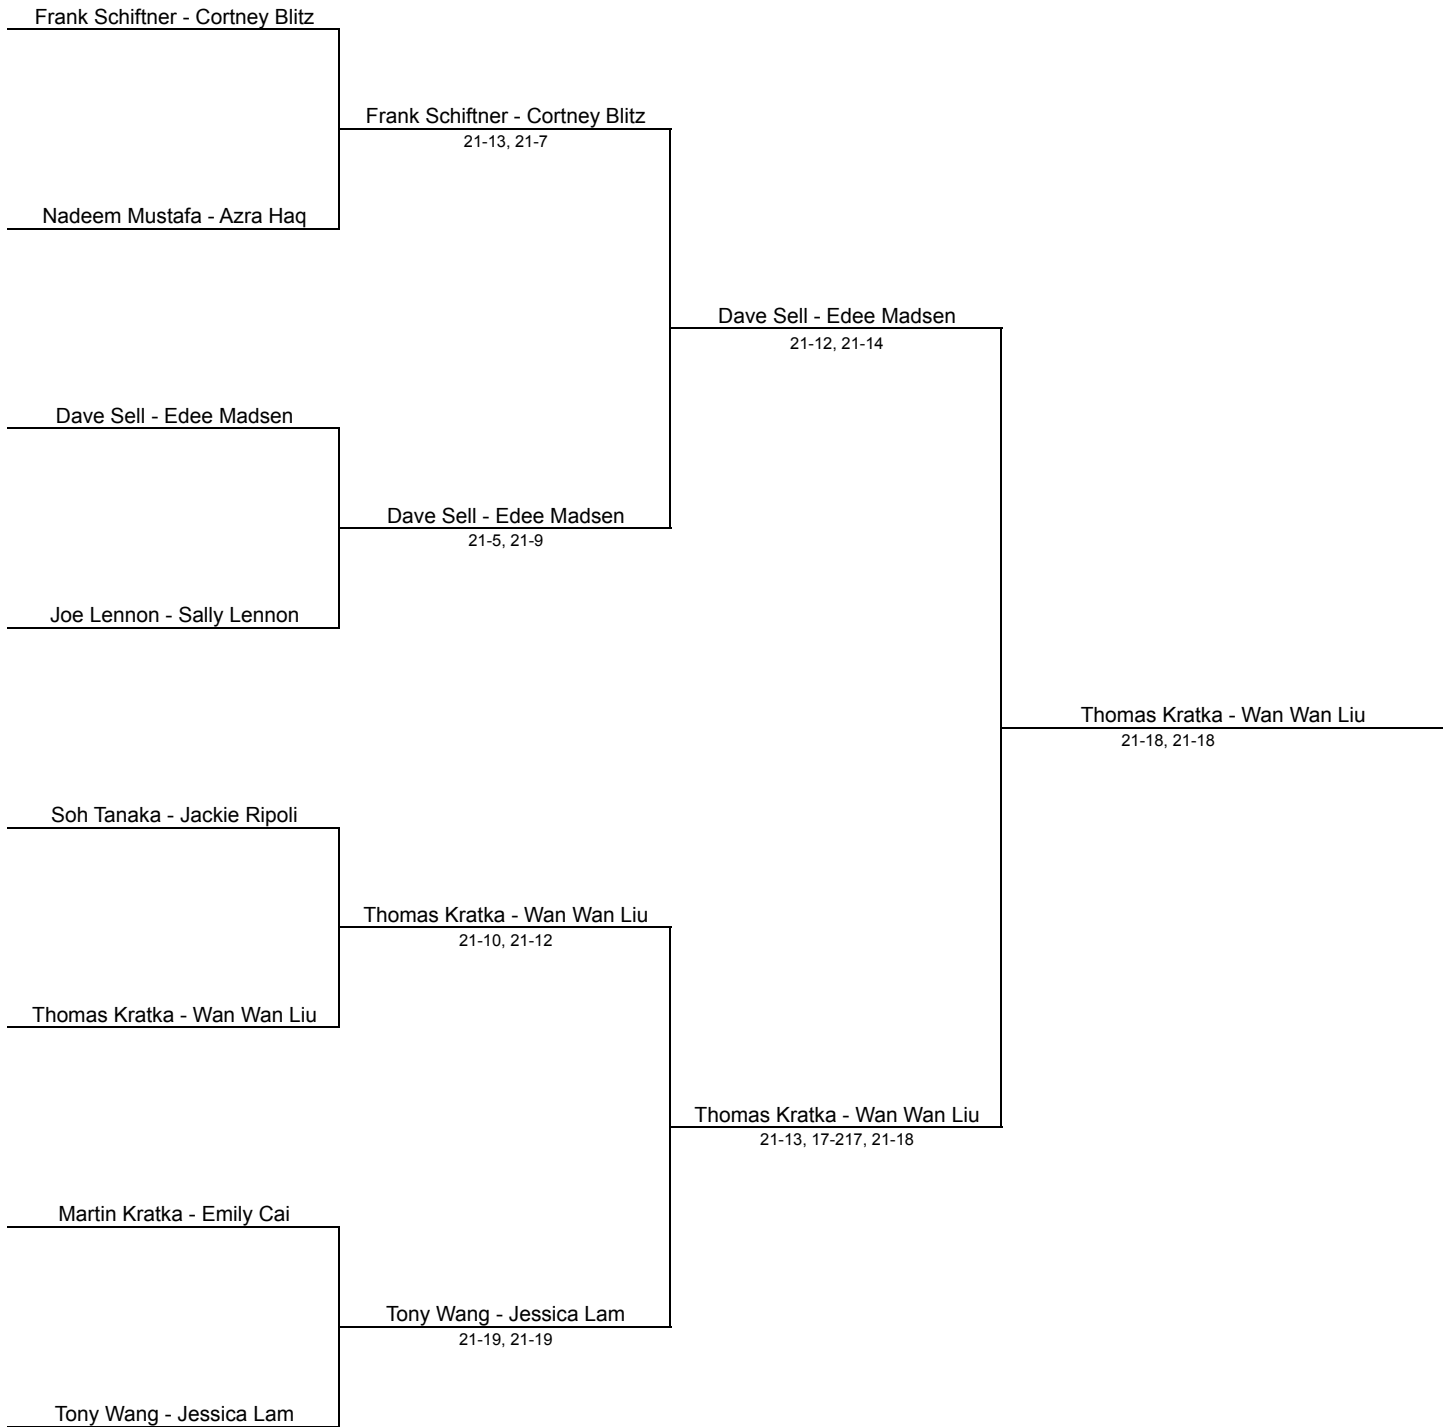 Frank Schiftner - Cortney Blitz
Frank Schiftner - Cortney Blitz
21-13, 21-7
Nadeem Mustafa - Azra Haq
Dave Sell - Edee Madsen
21-12, 21-14
Dave Sell - Edee Madsen
Dave Sell - Edee Madsen
21-5, 21-9
Joe Lennon - Sally Lennon
Thomas Kratka - Wan Wan Liu
21-18, 21-18
Soh Tanaka - Jackie Ripoli
Thomas Kratka - Wan Wan Liu
21-10, 21-12
Thomas Kratka - Wan Wan Liu
Thomas Kratka - Wan Wan Liu
21-13, 17-217, 21-18
Martin Kratka - Emily Cai
Tony Wang - Jessica Lam
21-19, 21-19
Tony Wang - Jessica Lam